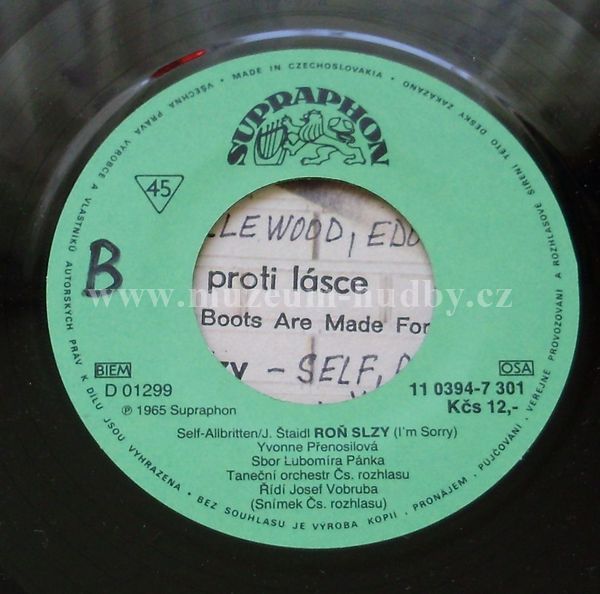 MADE IN CZECHOSLOVAKIA • VŠECHNA PRÁVA VÝROBCE A VLASTNÍKŮ AUTORSKÝCH PRÁV K DÍLU JSOU VYHRAZENA • BEZ SOUHLASU JE VÝROBA KOPIÍ, PRONÁJEM, PŮJČOVÁNÍ, VEŘEJNÉ PROVOZOVÁNÍ A ROZHLASOVÉ ŠÍŘENÍ TÉTO DESKY ZAKÁZÁNO
SUPRAPHON
45
B
LLEWOOD, EDO
proti lásce
www.muzeum-hudby.cz
Boots Are Made For
- SELF,
BIEM
OSA
D 01299
11 0394-7 301
℗ 1965 Supraphon
Kčs 12,-
Self-Allbritten/J. Štaidl ROŇ SLZY (I'm Sorry)
Yvonne Přenosilová
Sbor Lubomíra Pánka
Taneční orchestr Čs. rozhlasu
Řídí Josef Vobruba
(Snímek Čs. rozhlasu)